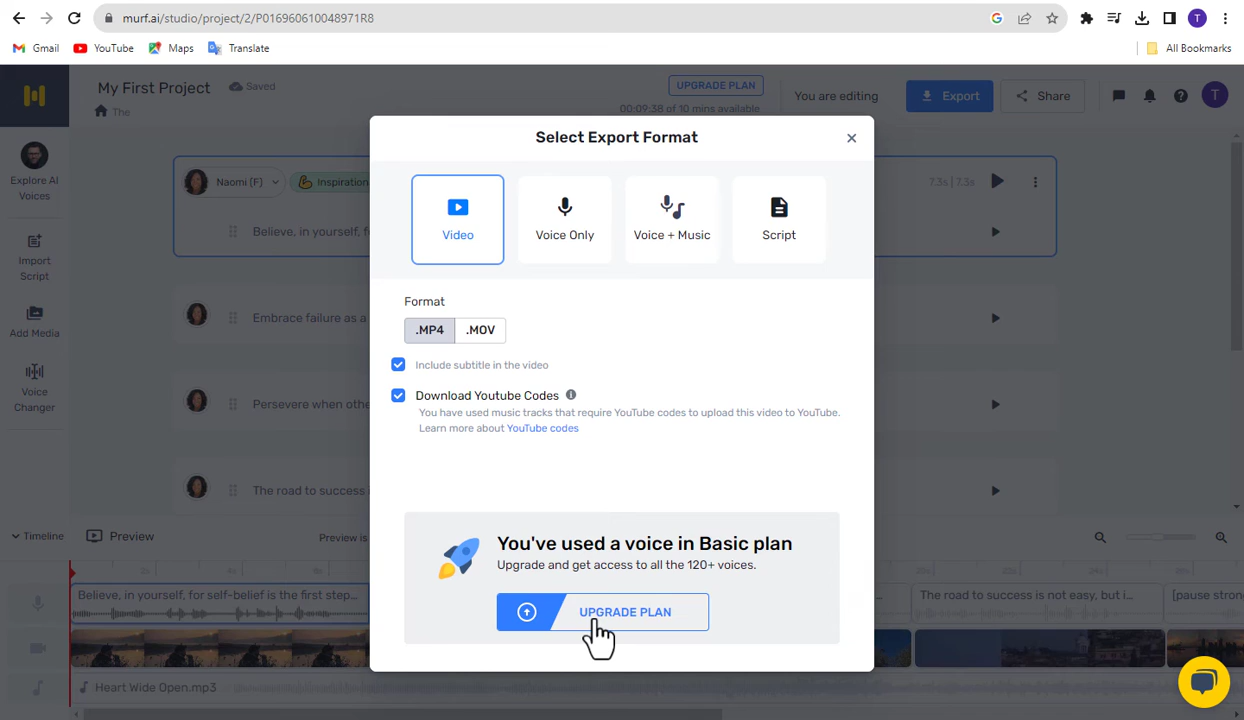 murf.ai/studio/project/2/P016960610048971R8
T
Gmail
YouTube
Maps
Translate
All Bookmarks
My First Project
Saved
The
UPGRADE PLAN
00:09:38 of 10 mins available
You are editing
Export
Share
T
Explore AI
Voices
Import
Script
Add Media
Voice
Changer
Naomi (F)
Inspiration
7.3s | 7.3s
Believe, in yourself, f
Embrace failure as a
Persevere when othe
The road to success
Select Export Format
Video
Voice Only
Voice + Music
Script
Format
.MP4
.MOV
Include subtitle in the video
Download Youtube Codes
You have used music tracks that require YouTube codes to upload this video to YouTube.
Learn more about YouTube codes
You've used a voice in Basic plan
Upgrade and get access to all the 120+ voices.
UPGRADE PLAN
Timeline
Preview
Preview is
2s
4s
6s
8s
24s
Believe, in yourself, for self-belief is the first step...
The road to success is not easy, but i...
[pause strong
Heart Wide Open.mp3